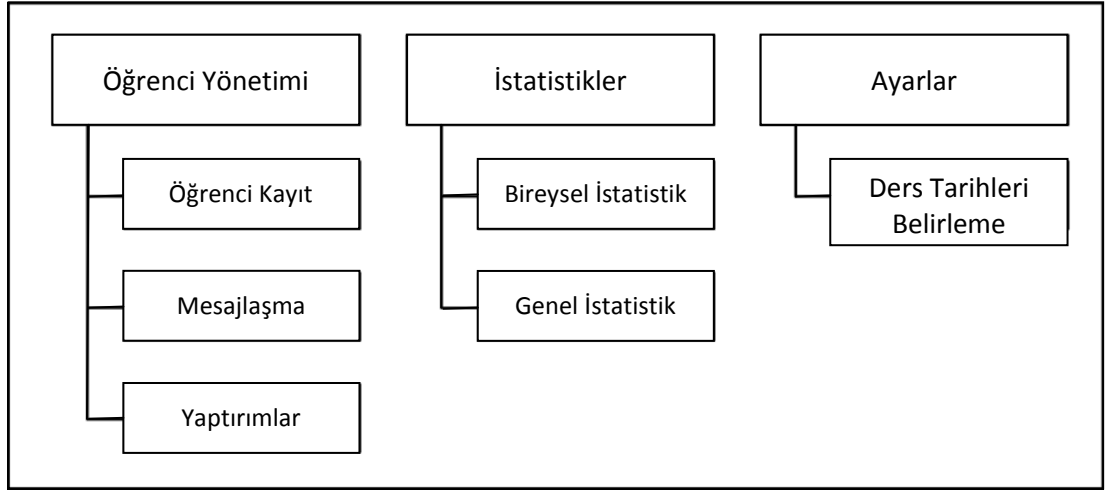 Öğrenci Yönetimi
Öğrenci Kayıt
Mesajlaşma
Yaptırımlar
İstatistikler
Bireysel İstatistik
Genel İstatistik
Ayarlar
Ders Tarihleri
Belirleme